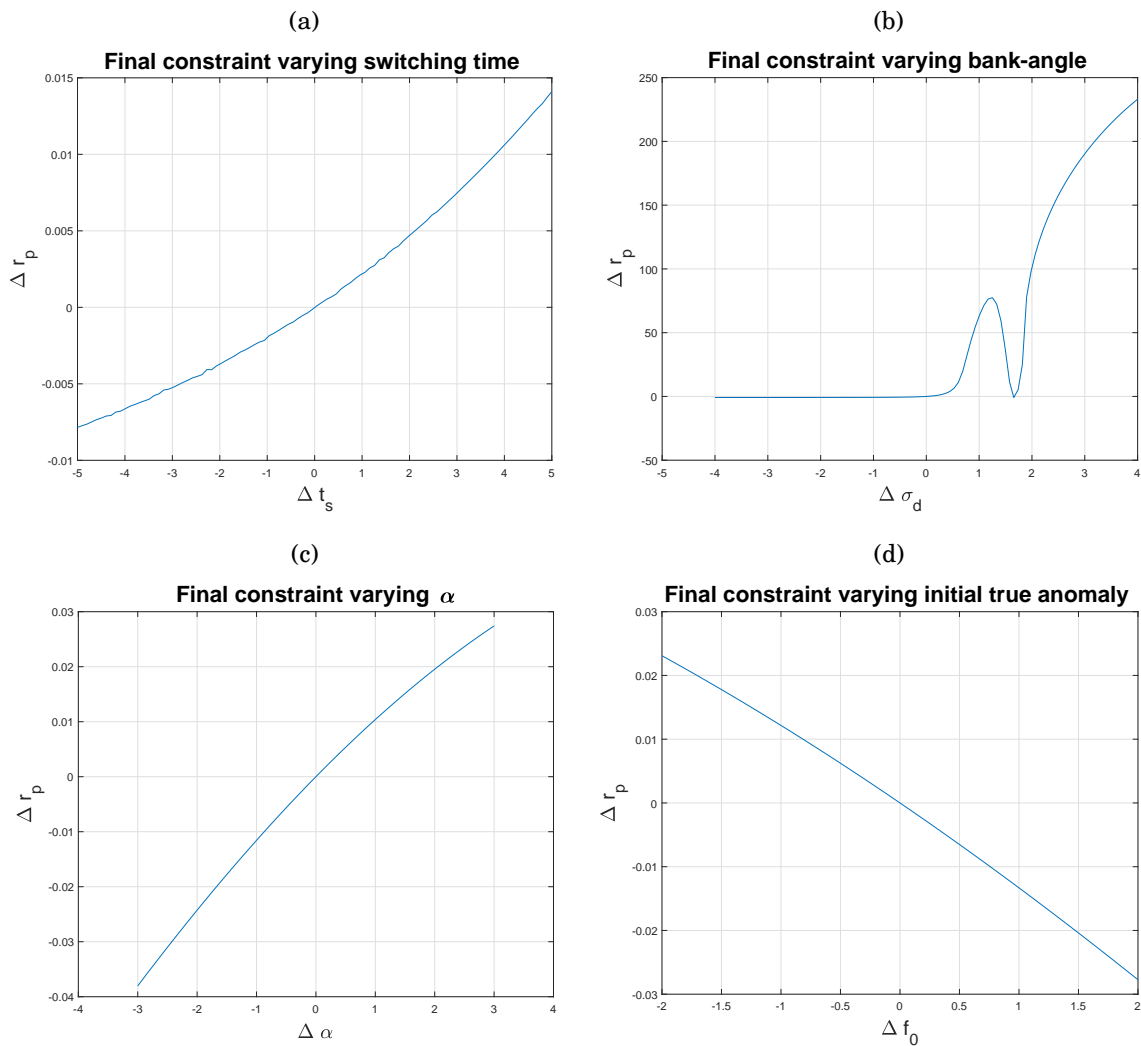 (a)
Final constraint varying switching time
0.015
0.01
0.005
0
-0.005
-0.01
Δ r_p
-5 -4 -3 -2 -1 0 1 2 3 4 5
Δ t_s
(b)
Final constraint varying bank-angle
250
200
150
100
50
0
-50
Δ r_p
-4 -3 -2 -1 0 1 2 3 4
Δ σ_d
(c)
Final constraint varying α
0.03
0.02
0.01
0
-0.01
-0.02
-0.03
-0.04
Δ r_p
-4 -3 -2 -1 0 1 2 3 4
Δ α
(d)
Final constraint varying initial true anomaly
0.03
0.02
0.01
0
-0.01
-0.02
-0.03
Δ r_p
-2 -1.5 -1 -0.5 0 0.5 1 1.5 2
Δ f_0